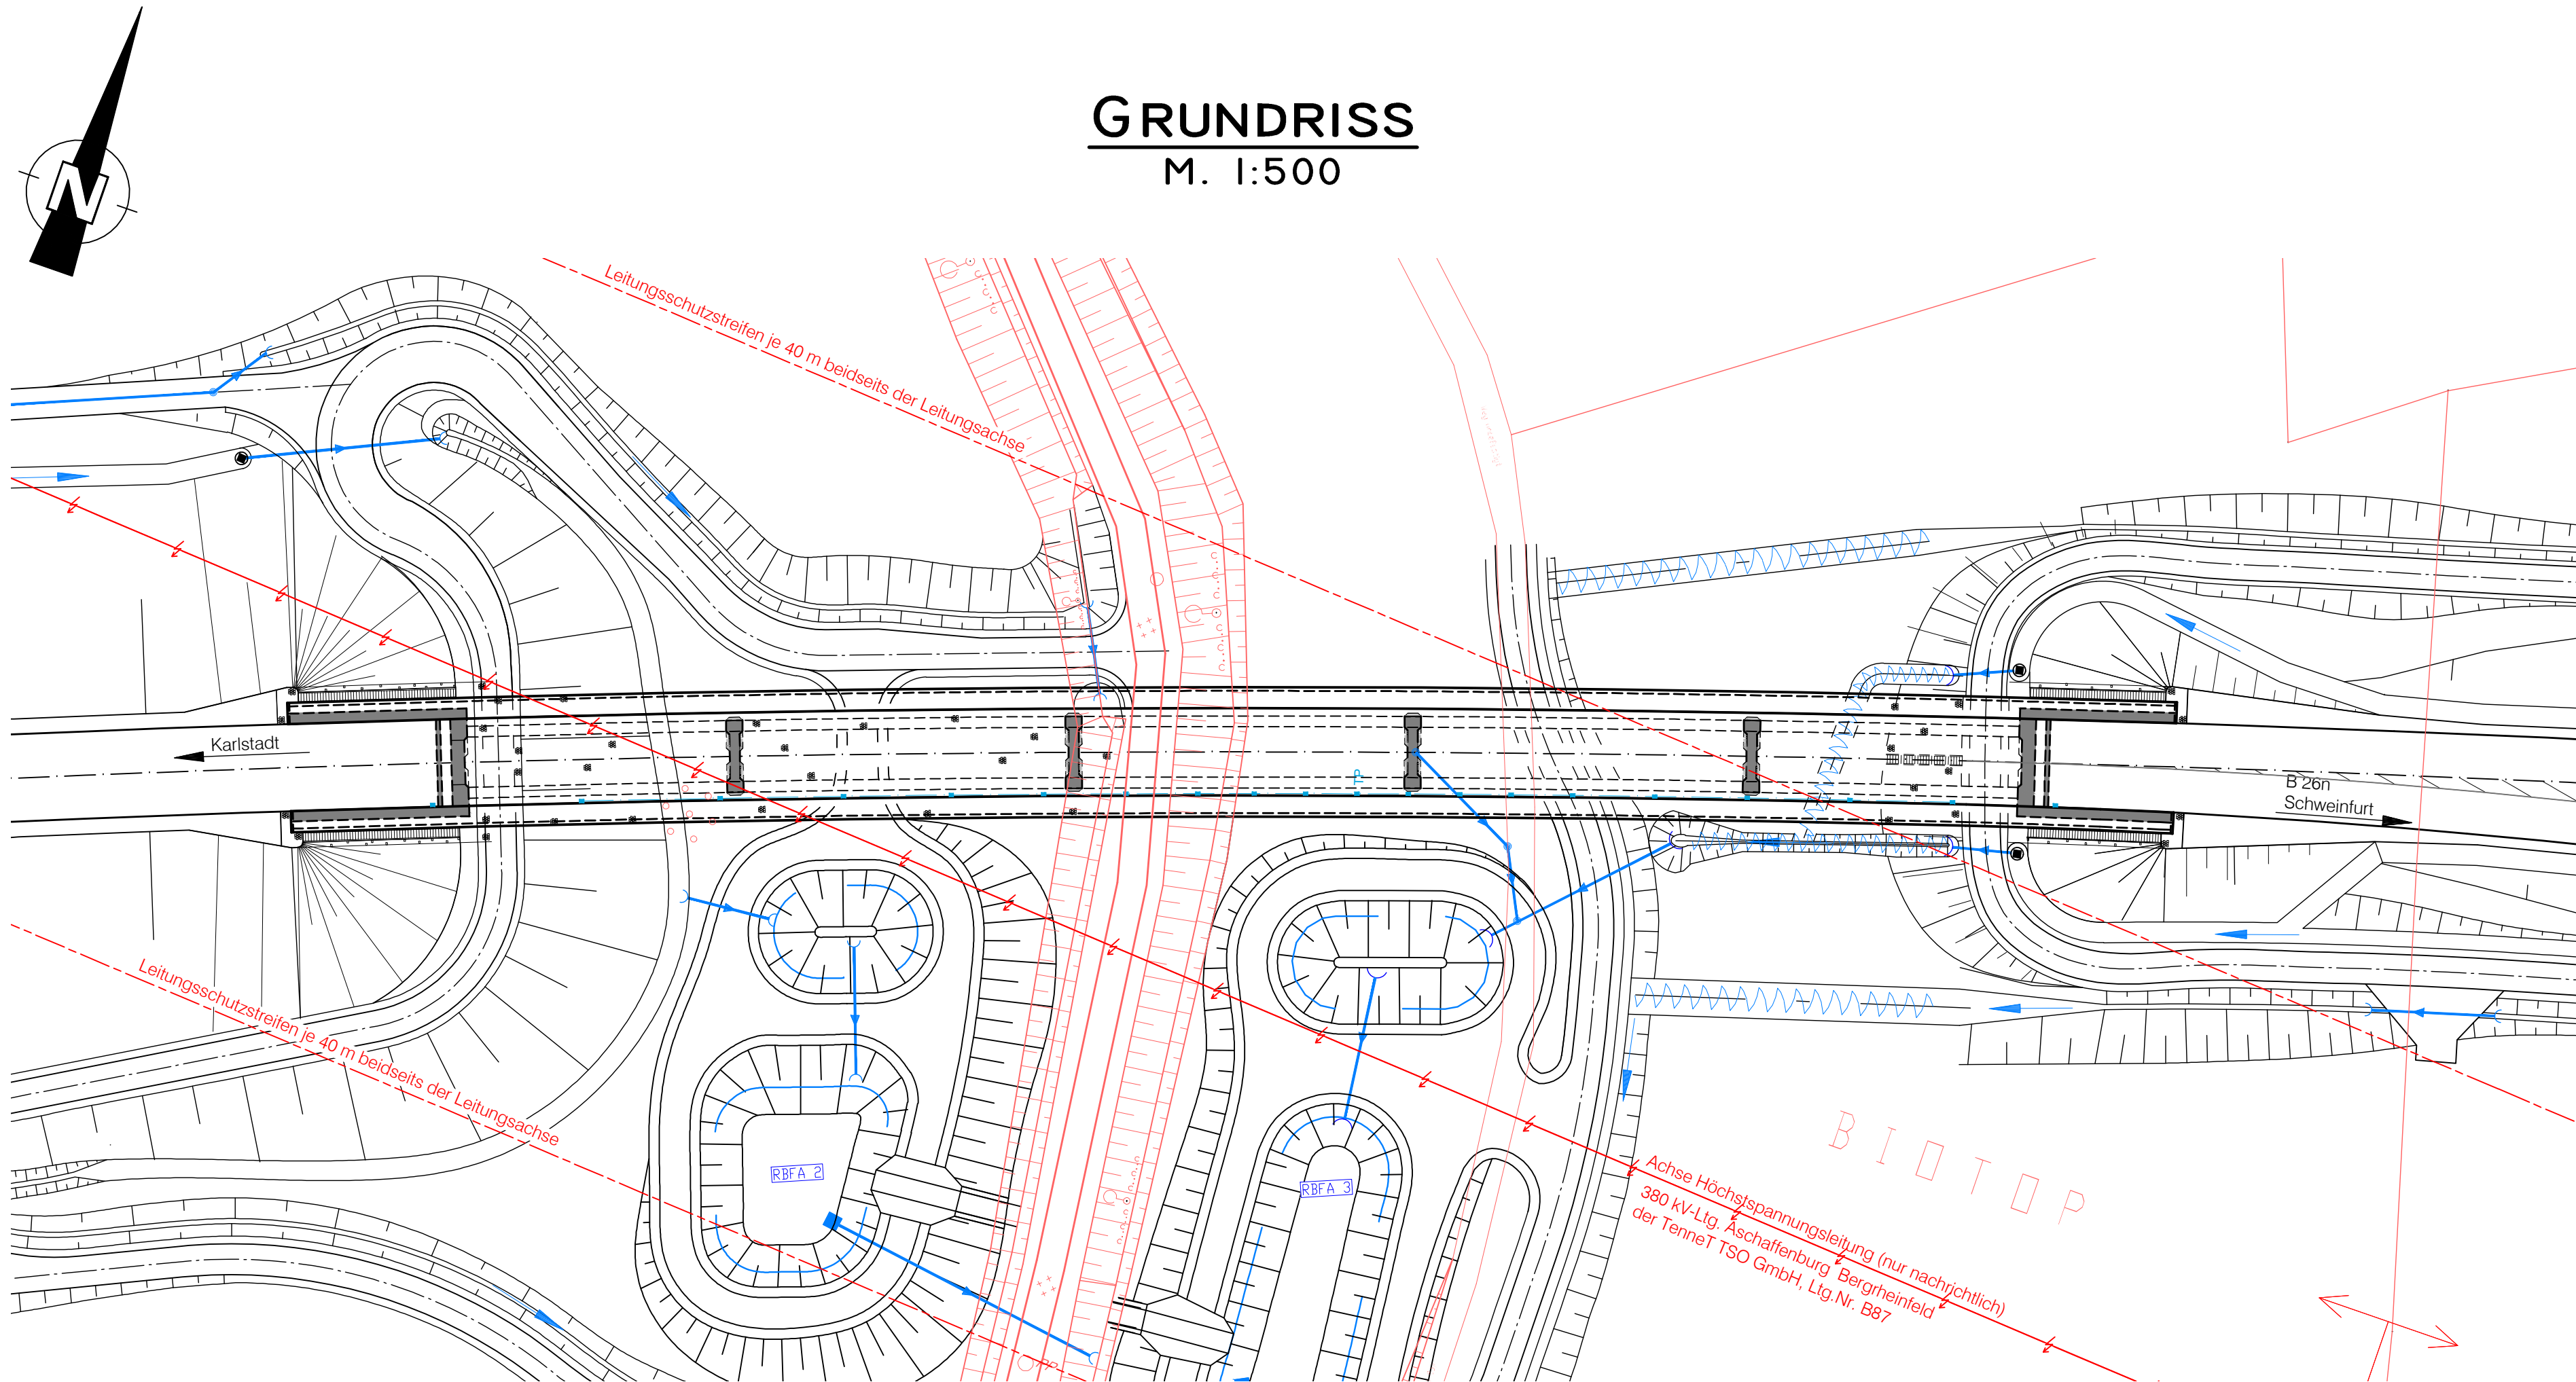 GRUNDRISS
M. 1:500
N
Leitungsschutzstreifen je 40 m beidseits der Leitungsachse
Karlstadt
B 26n
Schweinfurt
Leitungsschutzstreifen je 40 m beidseits der Leitungsachse
RBFA 2
RBFA 3
BIOTOP
Achse Höchstspannungsleitung (nur nachrichtlich)
380 kV-Ltg. Aschaffenburg Bergrheinfeld
der TenneT TSO GmbH, Ltg.Nr. B87